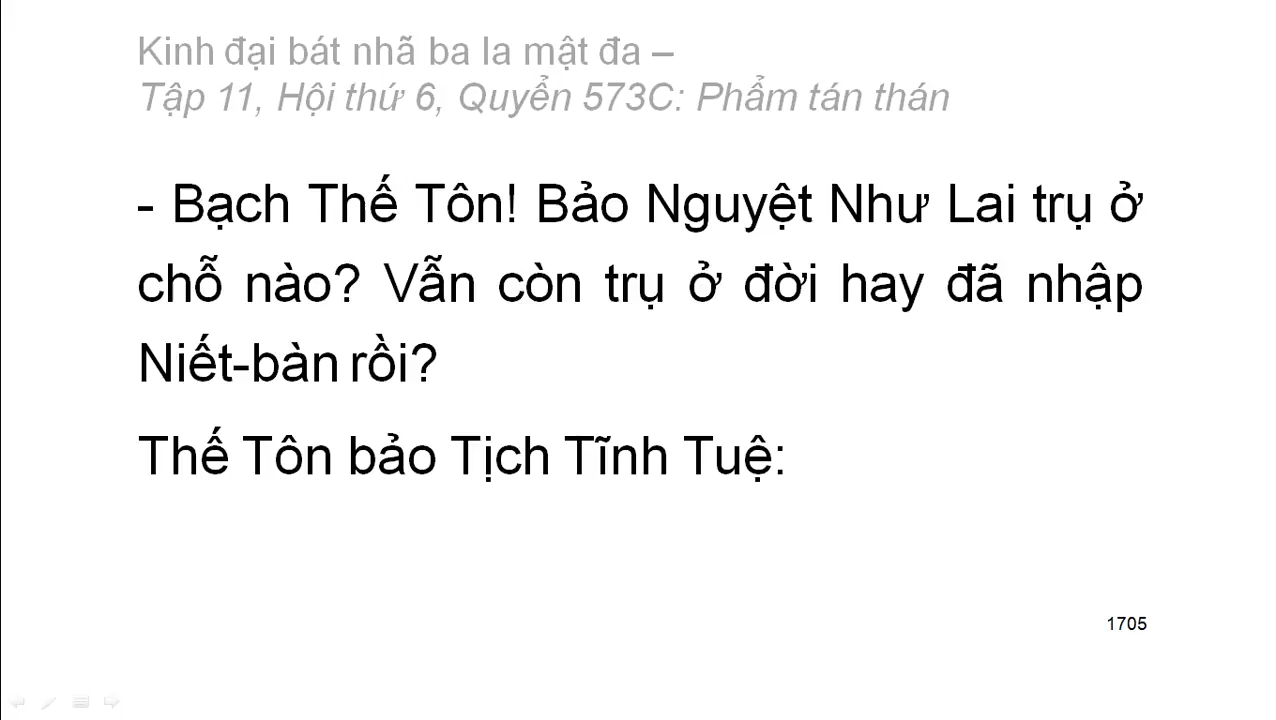 Kinh đại bát nhã ba la mật đa –
Tập 11, Hội thứ 6, Quyển 573C: Phẩm tán thán
- Bạch Thế Tôn! Bảo Nguyệt Như Lai trụ ở
chỗ nào? Vẫn còn trụ ở đời hay đã nhập
Niết-bàn rồi?
Thế Tôn bảo Tịch Tĩnh Tuệ:
1705